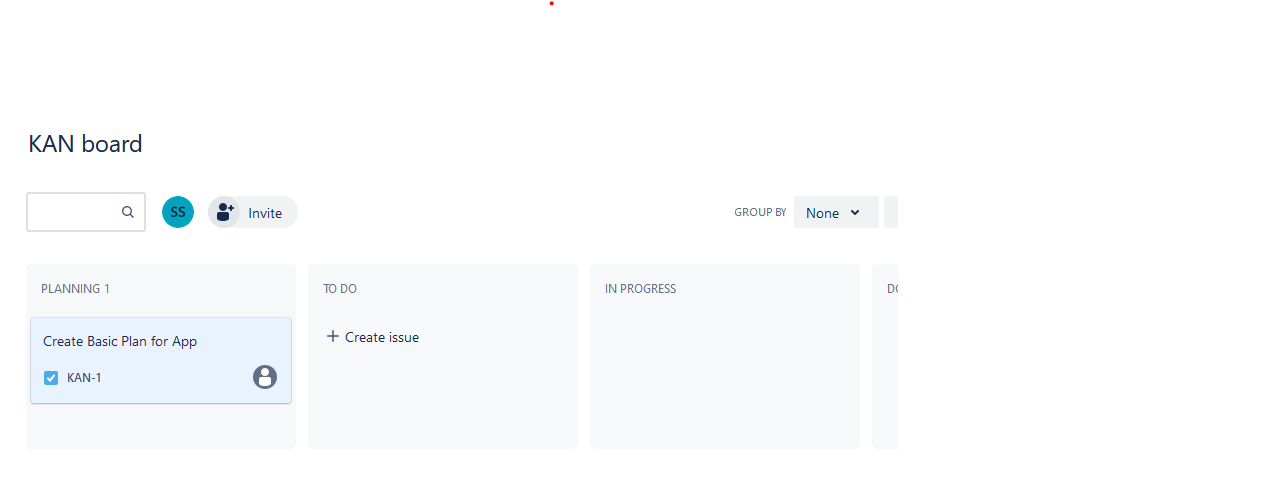 KAN board
SS
Invite
GROUP BY
None
PLANNING 1
TO DO
IN PROGRESS
Create Basic Plan for App
KAN-1
Create issue